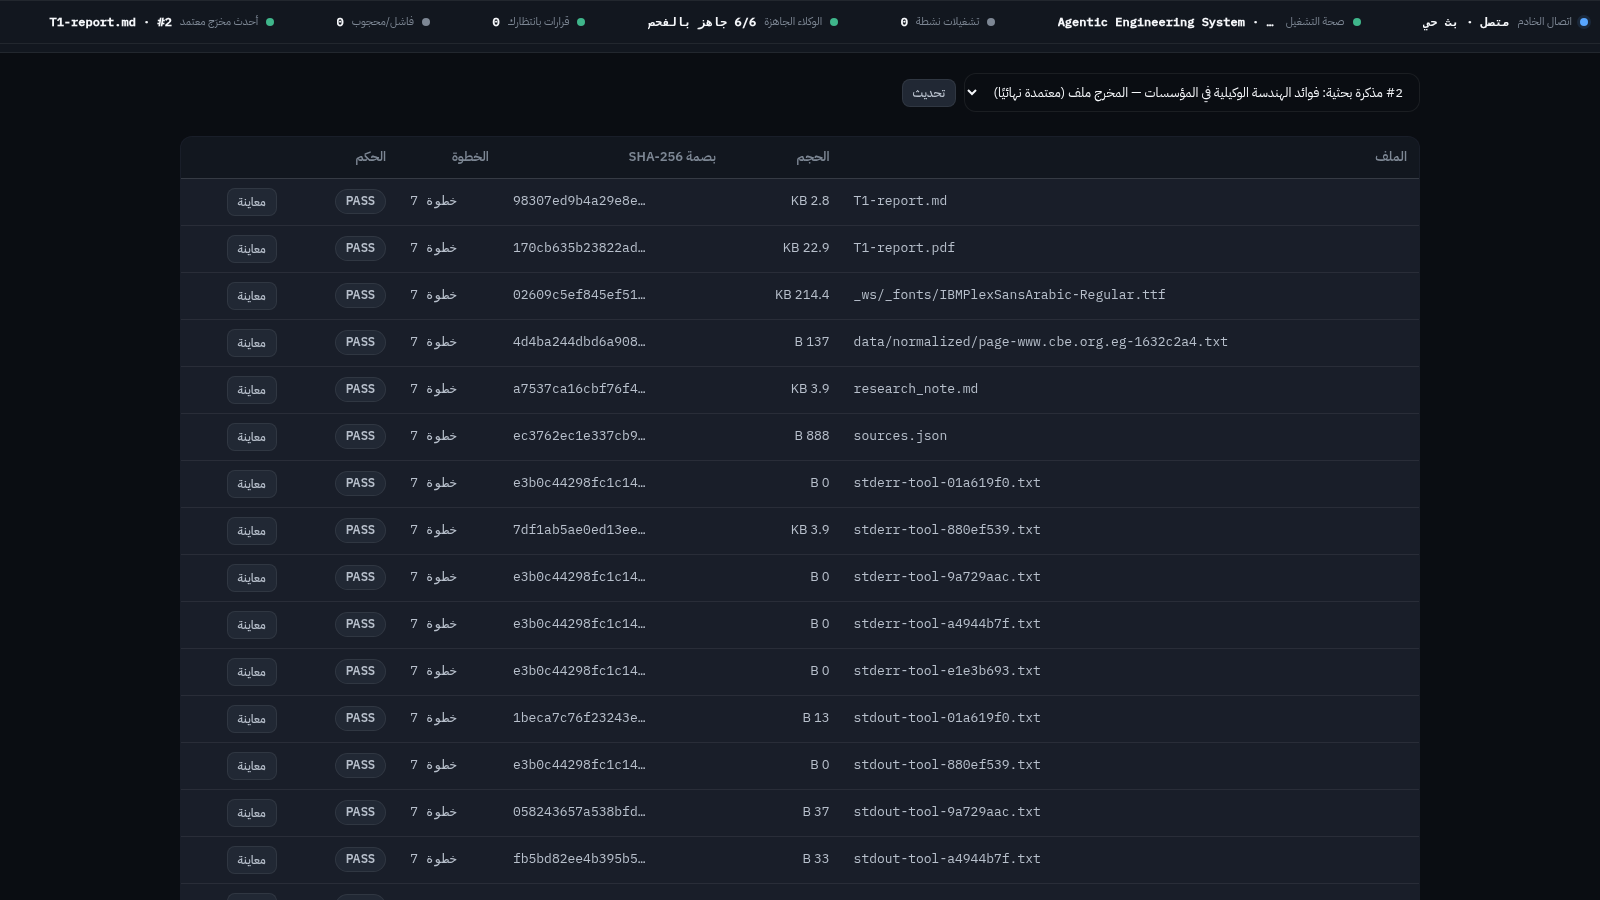 اتصال الخادم متصل · بث حي صحة التشغيل Agentic Engineering System · … تشغيلات نشطة 0 الوكلاء الجاهزة 6/6 جاهز بالفحص قرارات بانتظارك 0 فاشل/محجوب 0 أحدث مخرج معتمد T1-report.md · #2
#2 مذكرة بحثية: فوائد الهندسة الوكيلية في المؤسسات — المخرج ملف (معتمدة نهائيًا) تحديث
الملف الحجم بصمة SHA-256 الخطوة الحكم
T1-report.md KB 2.8 98307ed9b4a29e8e… خطوة 7 PASS معاينة
T1-report.pdf KB 22.9 170cb635b23822ad… خطوة 7 PASS معاينة
_ws/_fonts/IBMPlexSansArabic-Regular.ttf KB 214.4 02609c5ef845ef51… خطوة 7 PASS معاينة
data/normalized/page-www.cbe.org.eg-1632c2a4.txt B 137 4d4ba244dbd6a908… خطوة 7 PASS معاينة
research_note.md KB 3.9 a7537ca16cbf76f4… خطوة 7 PASS معاينة
sources.json B 888 ec3762ec1e337cb9… خطوة 7 PASS معاينة
stderr-tool-01a619f0.txt B 0 e3b0c44298fc1c14… خطوة 7 PASS معاينة
stderr-tool-880ef539.txt KB 3.9 7df1ab5ae0ed13ee… خطوة 7 PASS معاينة
stderr-tool-9a729aac.txt B 0 e3b0c44298fc1c14… خطوة 7 PASS معاينة
stderr-tool-a4944b7f.txt B 0 e3b0c44298fc1c14… خطوة 7 PASS معاينة
stderr-tool-e1e3b693.txt B 0 e3b0c44298fc1c14… خطوة 7 PASS معاينة
stdout-tool-01a619f0.txt B 13 1beca7c76f23243e… خطوة 7 PASS معاينة
stdout-tool-880ef539.txt B 0 e3b0c44298fc1c14… خطوة 7 PASS معاينة
stdout-tool-9a729aac.txt B 37 058243657a538bfd… خطوة 7 PASS معاينة
stdout-tool-a4944b7f.txt B 33 fb5bd82ee4b395b5… خطوة 7 PASS معاينة